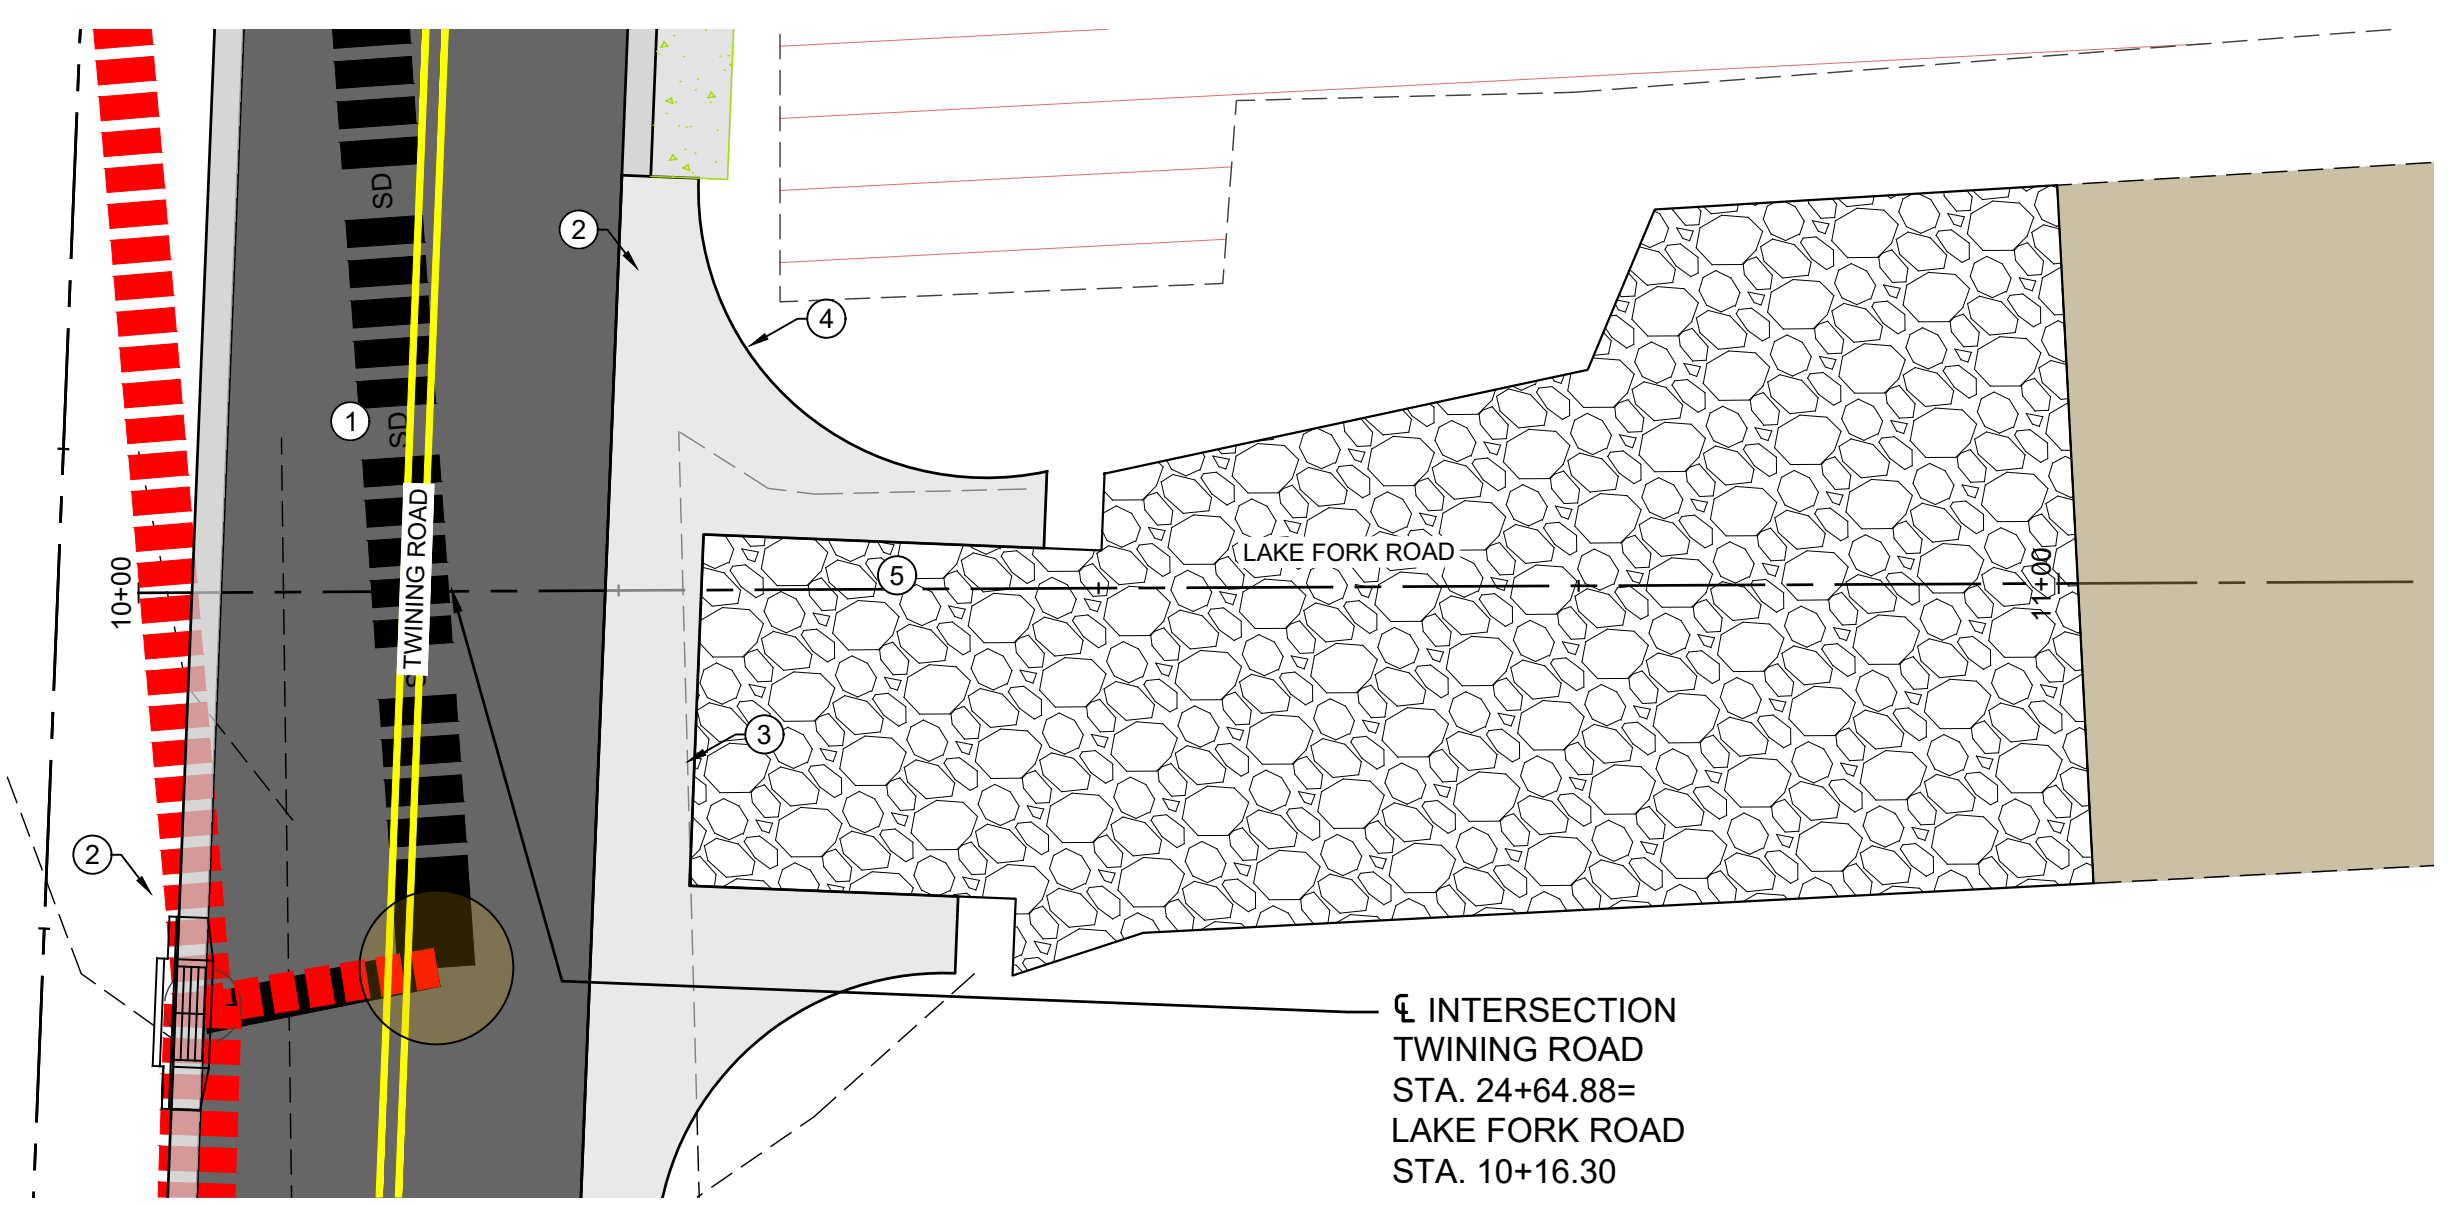 SD
2
4
1
SD
TWINING ROAD
10+00
5
LAKE FORK ROAD
11+00
3
2
℄ INTERSECTION
TWINING ROAD
STA. 24+64.88=
LAKE FORK ROAD
STA. 10+16.30